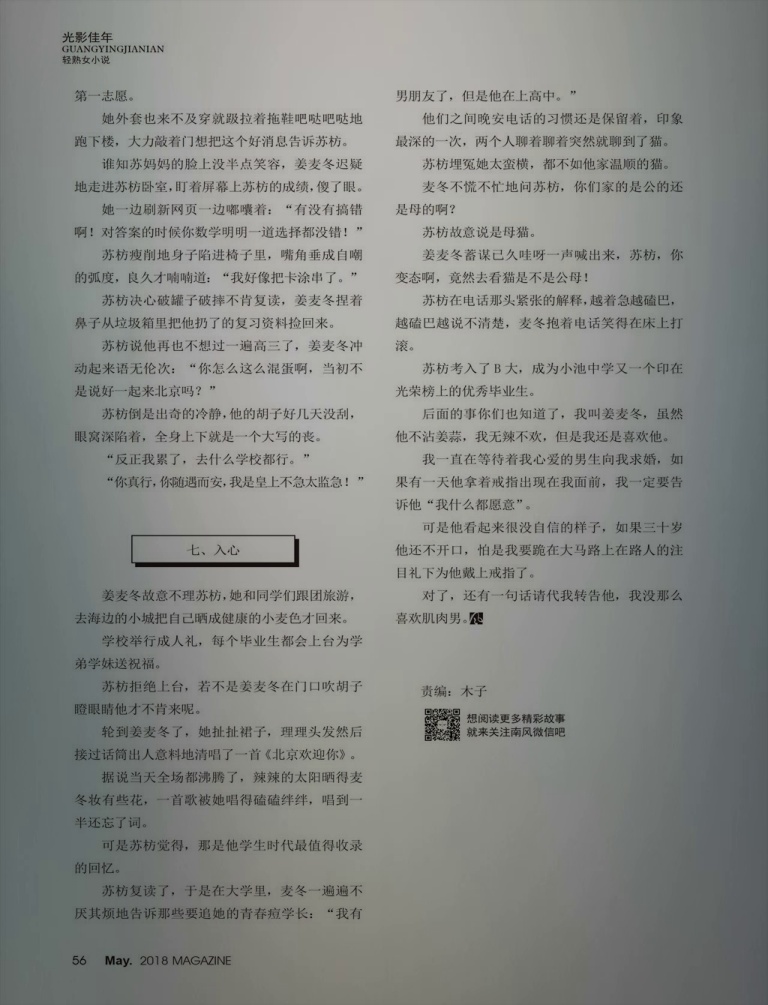 光影佳年
GUANGYINGJIANIAN
轻熟女小说
第一志愿。
她外套也来不及穿就趿拉着拖鞋吧哒吧哒地
跑下楼，大力敲着门想把这个好消息告诉苏枋。
谁知苏妈妈的脸上没半点笑容，姜麦冬迟疑
地走进苏枋卧室，盯着屏幕上苏枋的成绩，傻了眼。
她一边刷新网页一边嘟囔着：“有没有搞错
啊！对答案的时候你数学明明一道选择都没错！”
苏枋瘦削地身子陷进椅子里，嘴角垂成自嘲
的弧度，良久才喃喃道：“我好像把卡涂串了。”
苏枋决心破罐子破摔不肯复读，姜麦冬捏着
鼻子从垃圾箱里把他扔了的复习资料捡回来。
苏枋说他再也不想过一遍高三了，姜麦冬冲
动起来语无伦次：“你怎么这么混蛋啊，当初不
是说好一起来北京吗？”
苏枋倒是出奇的冷静，他的胡子好几天没刮，
眼窝深陷着，全身上下就是一个大写的丧。
“反正我累了，去什么学校都行。”
“你真行，你随遇而安，我是皇上不急太监急！”
七、入心
姜麦冬故意不理苏枋，她和同学们跟团旅游，
去海边的小城把自己晒成健康的小麦色才回来。
学校举行成人礼，每个毕业生都会上台为学
弟学妹送祝福。
苏枋拒绝上台，若不是姜麦冬在门口吹胡子
瞪眼睛他才不肯来呢。
轮到姜麦冬了，她扯扯裙子，理理头发然后
接过话筒出人意料地清唱了一首《北京欢迎你》。
据说当天全场都沸腾了，辣辣的太阳晒得麦
冬妆有些花，一首歌被她唱得磕磕绊绊，唱到一
半还忘了词。
可是苏枋觉得，那是他学生时代最值得收录
的回忆。
苏枋复读了，于是在大学里，麦冬一遍遍不
厌其烦地告诉那些要追她的青春痘学长：“我有
男朋友了，但是他在上高中。”
他们之间晚安电话的习惯还是保留着，印象
最深的一次，两个人聊着聊着突然就聊到了猫。
苏枋埋冤她太蛮横，都不如他家温顺的猫。
麦冬不慌不忙地问苏枋，你们家的是公的还
是母的啊？
苏枋故意说是母猫。
姜麦冬蓄谋已久哇呀一声喊出来，苏枋，你
变态啊，竟然去看猫是不是公母！
苏枋在电话那头紧张的解释，越着急越磕巴，
越磕巴越说不清楚，麦冬抱着电话笑得在床上打
滚。
苏枋考入了 B 大，成为小池中学又一个印在
光荣榜上的优秀毕业生。
后面的事你们也知道了，我叫姜麦冬，虽然
他不沾姜蒜，我无辣不欢，但是我还是喜欢他。
我一直在等待着我心爱的男生向我求婚，如
果有一天他拿着戒指出现在我面前，我一定要告
诉他“我什么都愿意”。
可是他看起来很没自信的样子，如果三十岁
他还不开口，怕是我要跪在大马路上在路人的注
目礼下为他戴上戒指了。
对了，还有一句话请代我转告他，我没那么
喜欢肌肉男。
责编：木子
想阅读更多精彩故事
就来关注南风微信吧
56 May. 2018 MAGAZINE